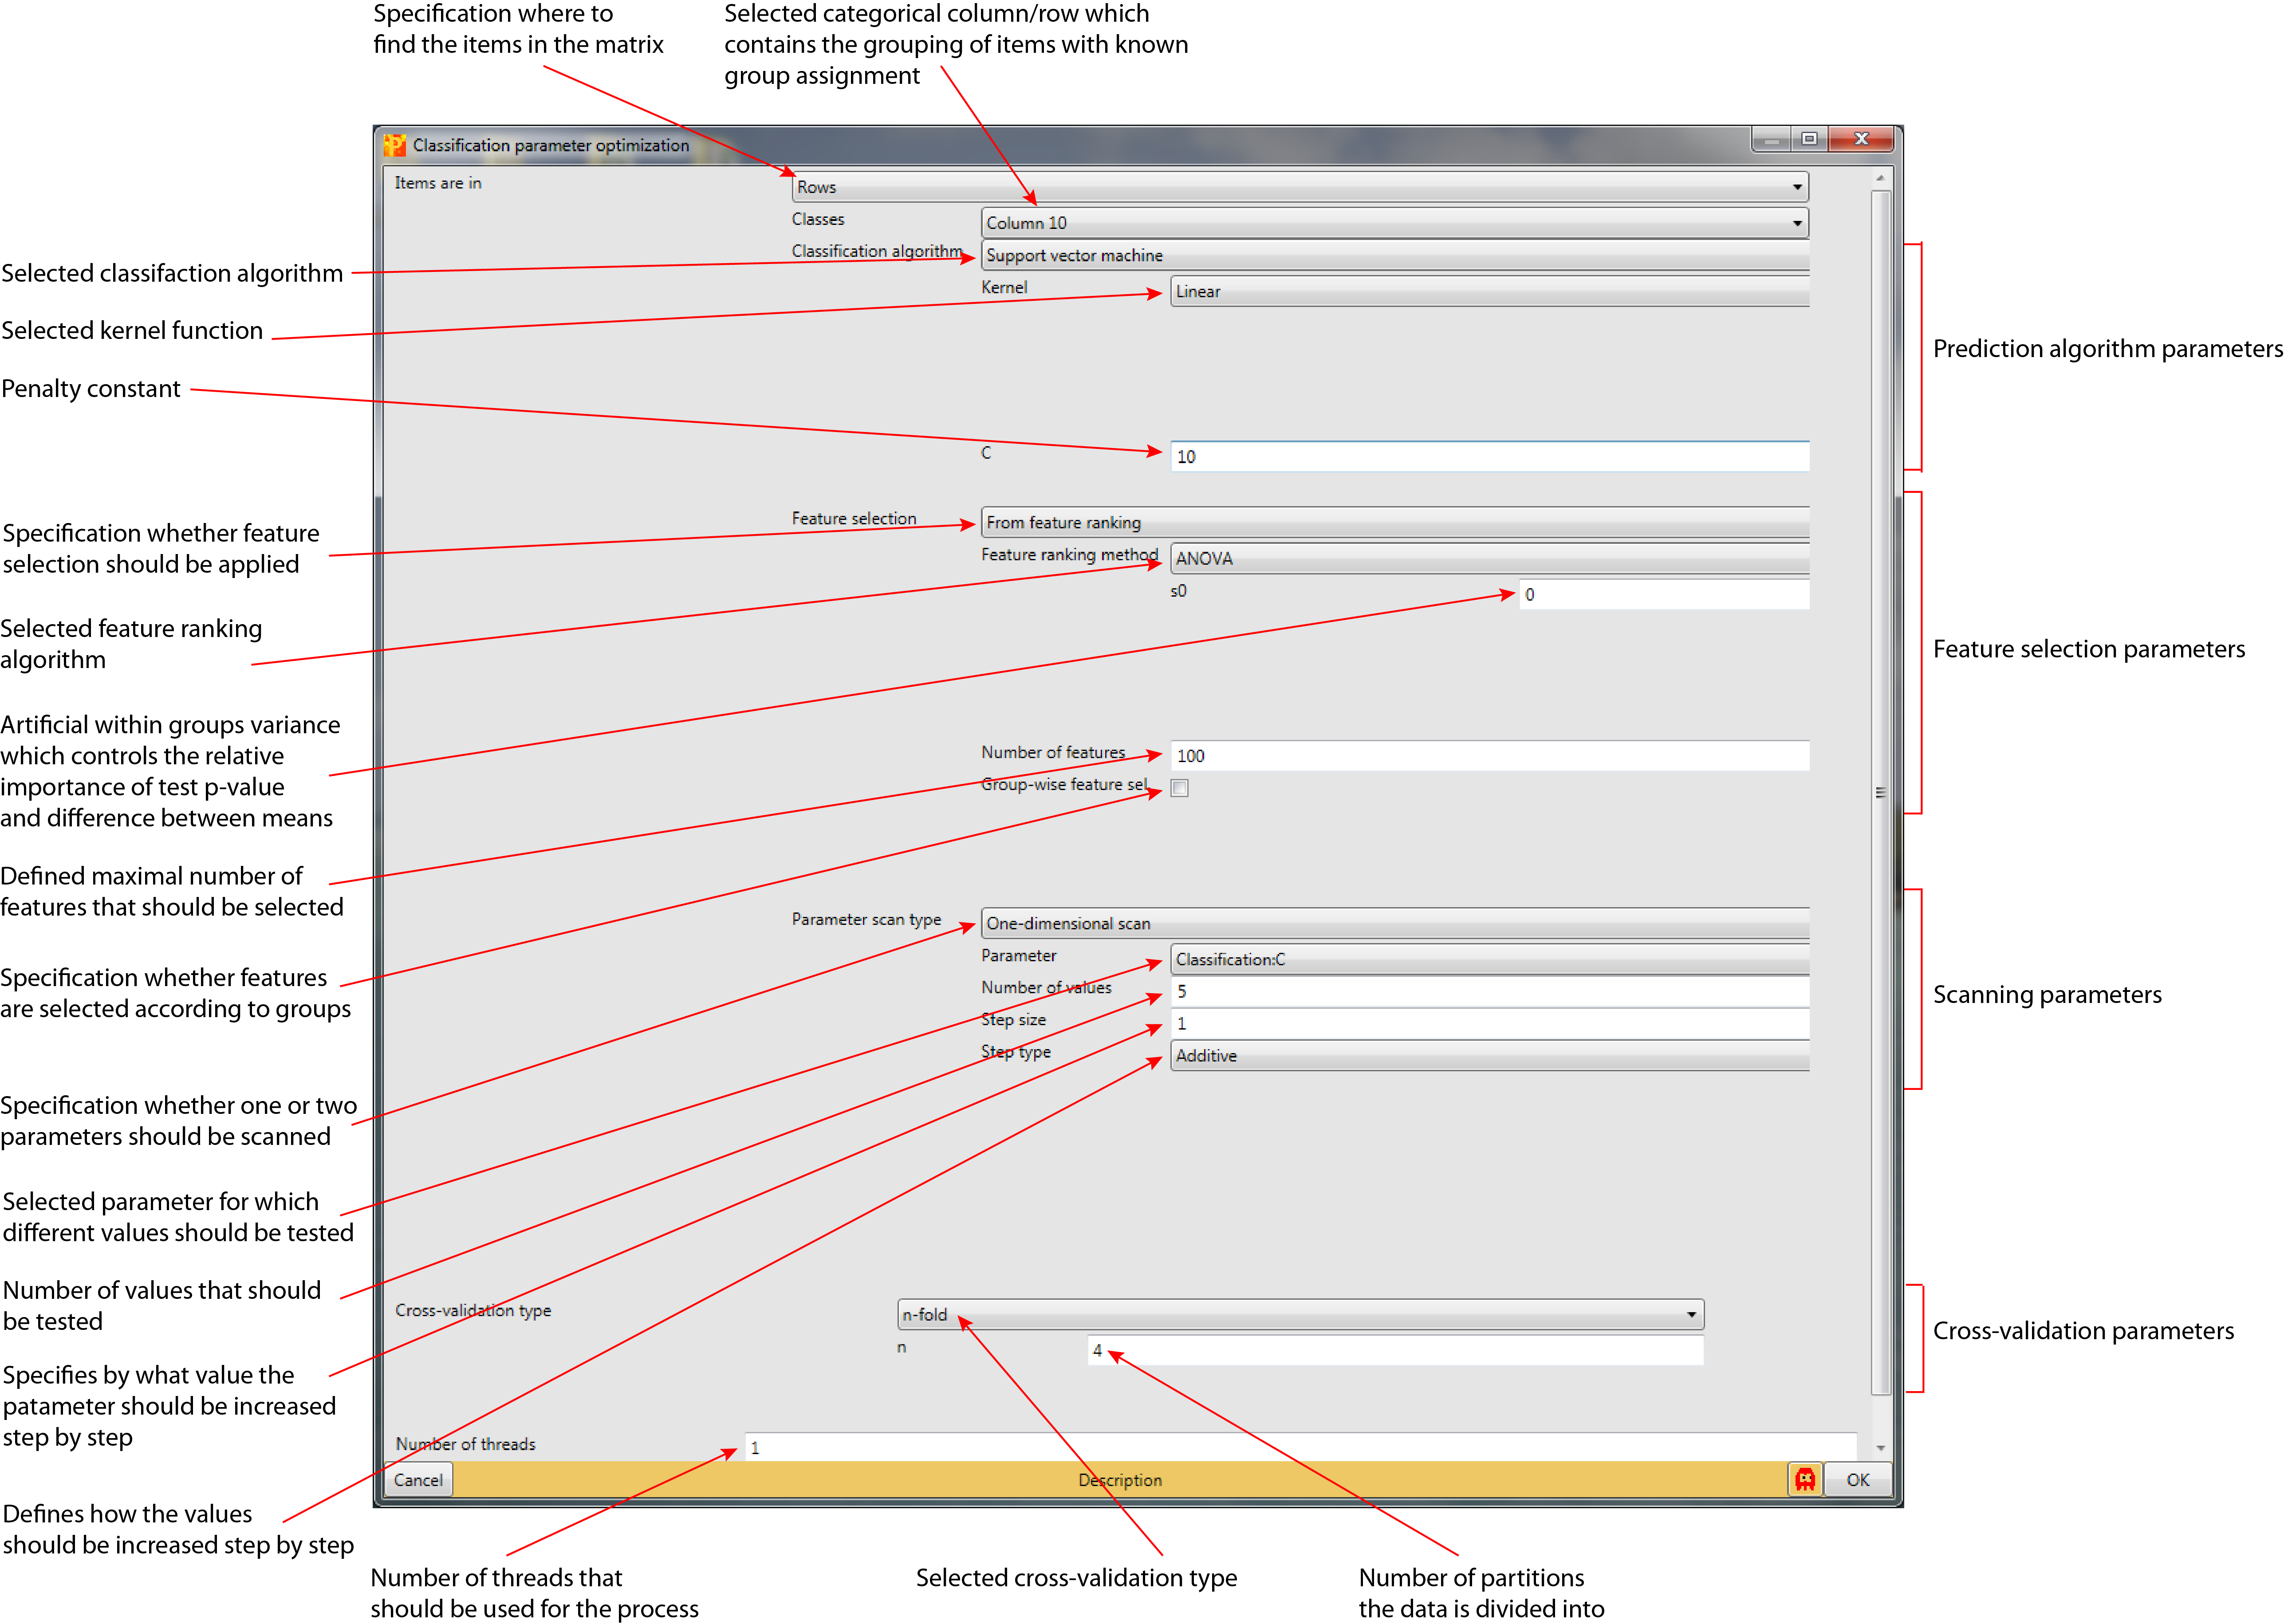 Specification where to
find the items in the matrix
Selected categorical column/row which
contains the grouping of items with known
group assignment
Classification parameter optimization
Items are in
Rows
Classes
Column 10
Classification algorithm
Support vector machine
Kernel
Linear
C
10
Feature selection
From feature ranking
Feature ranking method
ANOVA
s0
0
Number of features
100
Group-wise feature sel.
Parameter scan type
One-dimensional scan
Parameter
Classification:C
Number of values
5
Step size
1
Step type
Additive
Cross-validation type
n-fold
n
4
Number of threads
1
Cancel
Description
OK
Selected classifaction algorithm
Selected kernel function
Penalty constant
Specification whether feature
selection should be applied
Selected feature ranking
algorithm
Artificial within groups variance
which controls the relative
importance of test p-value
and difference between means
Defined maximal number of
features that should be selected
Specification whether features
are selected according to groups
Specification whether one or two
parameters should be scanned
Selected parameter for which
different values should be tested
Number of values that should
be tested
Specifies by what value the
patameter should be increased
step by step
Defines how the values
should be increased step by step
Number of threads that
should be used for the process
Selected cross-validation type
Number of partitions
the data is divided into
Prediction algorithm parameters
Feature selection parameters
Scanning parameters
Cross-validation parameters